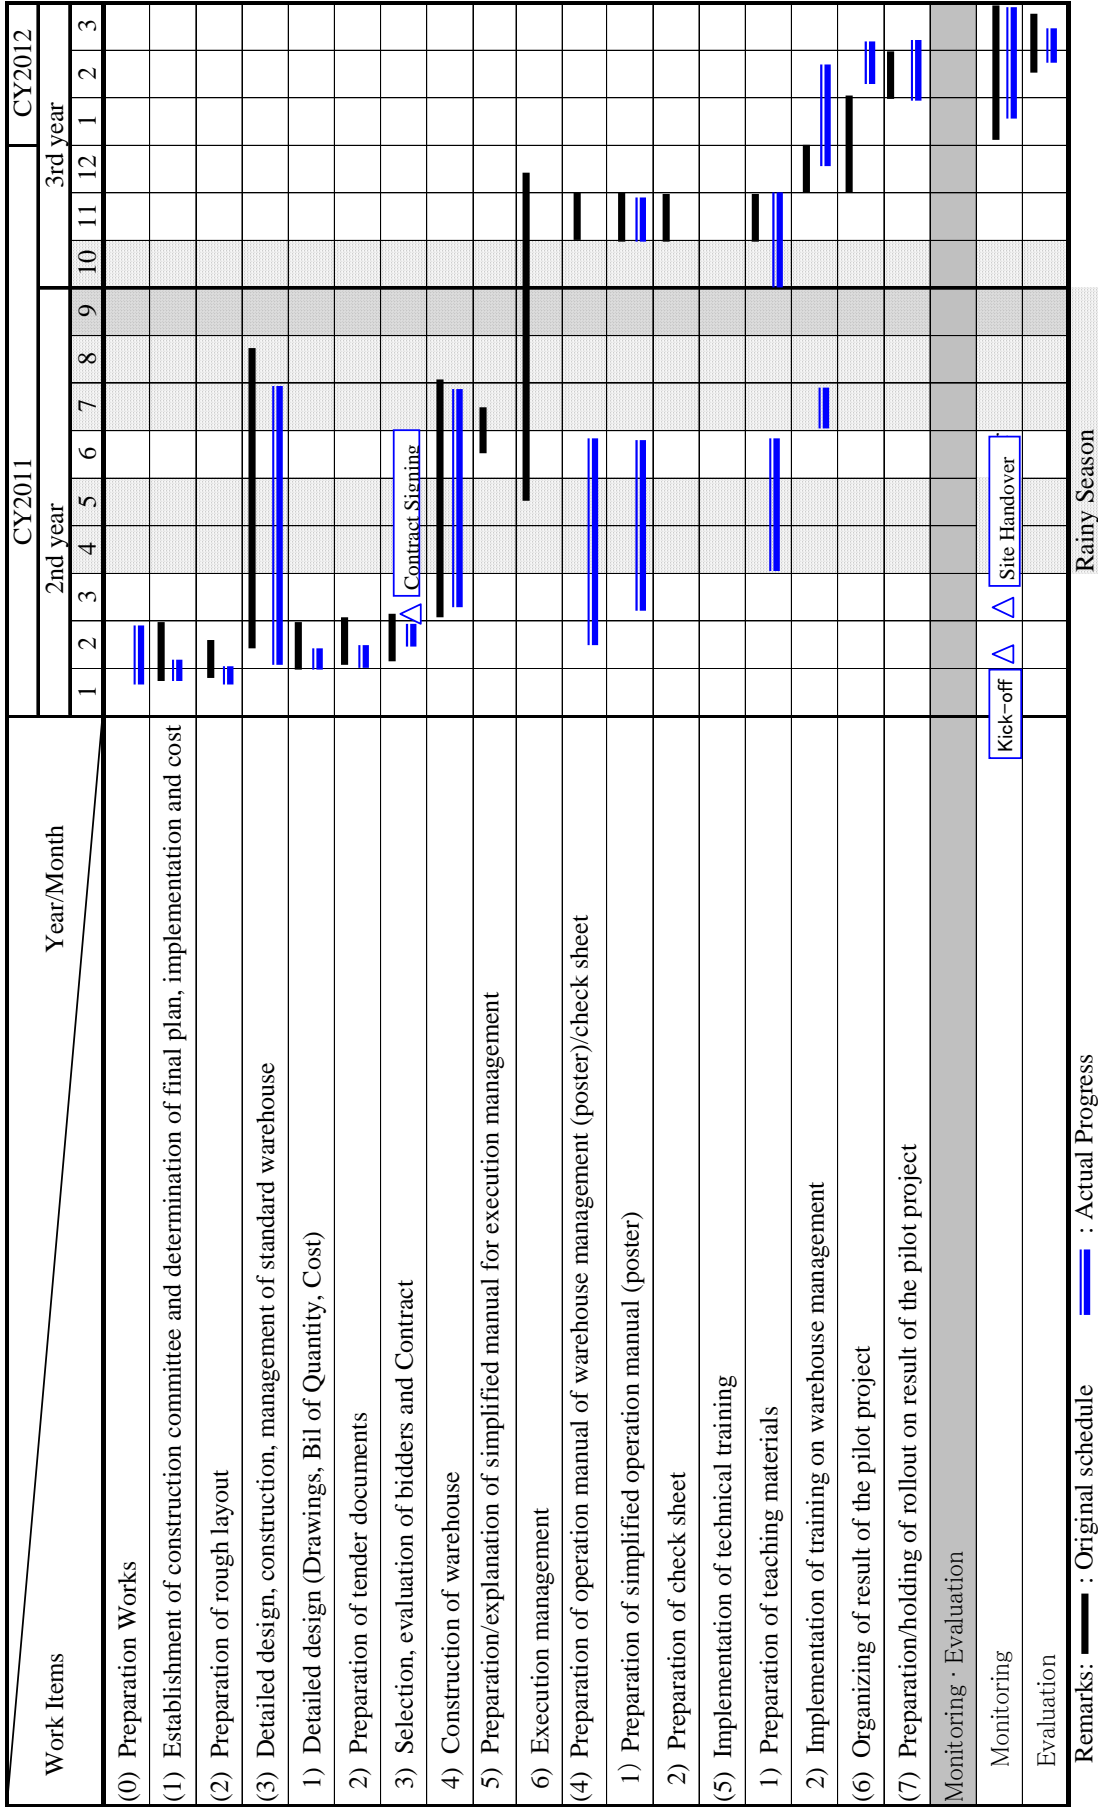 CY2011 CY2012
2nd year 3rd year
Work Items Year/Month 1 2 3 4 5 6 7 8 9 10 11 12 1 2 3
(0) Preparation Works
(1) Establishment of construction committee and determination of final plan, implementation and cost
(2) Preparation of rough layout
(3) Detailed design, construction, management of standard warehouse
1) Detailed design (Drawings, Bil of Quantity, Cost)
2) Preparation of tender documents
3) Selection, evaluation of bidders and Contract
Contract Signing
4) Construction of warehouse
5) Preparation/explanation of simplified manual for execution management
6) Execution management
(4) Preparation of operation manual of warehouse management (poster)/check sheet
1) Preparation of simplified operation manual (poster)
2) Preparation of check sheet
(5) Implementation of technical training
1) Preparation of teaching materials
2) Implementation of training on warehouse management
(6) Organizing of result of the pilot project
(7) Preparation/holding of rollout on result of the pilot project
Monitoring · Evaluation
Monitoring Kick-off Site Handover
Evaluation
Remarks: : Original schedule : Actual Progress Rainy Season